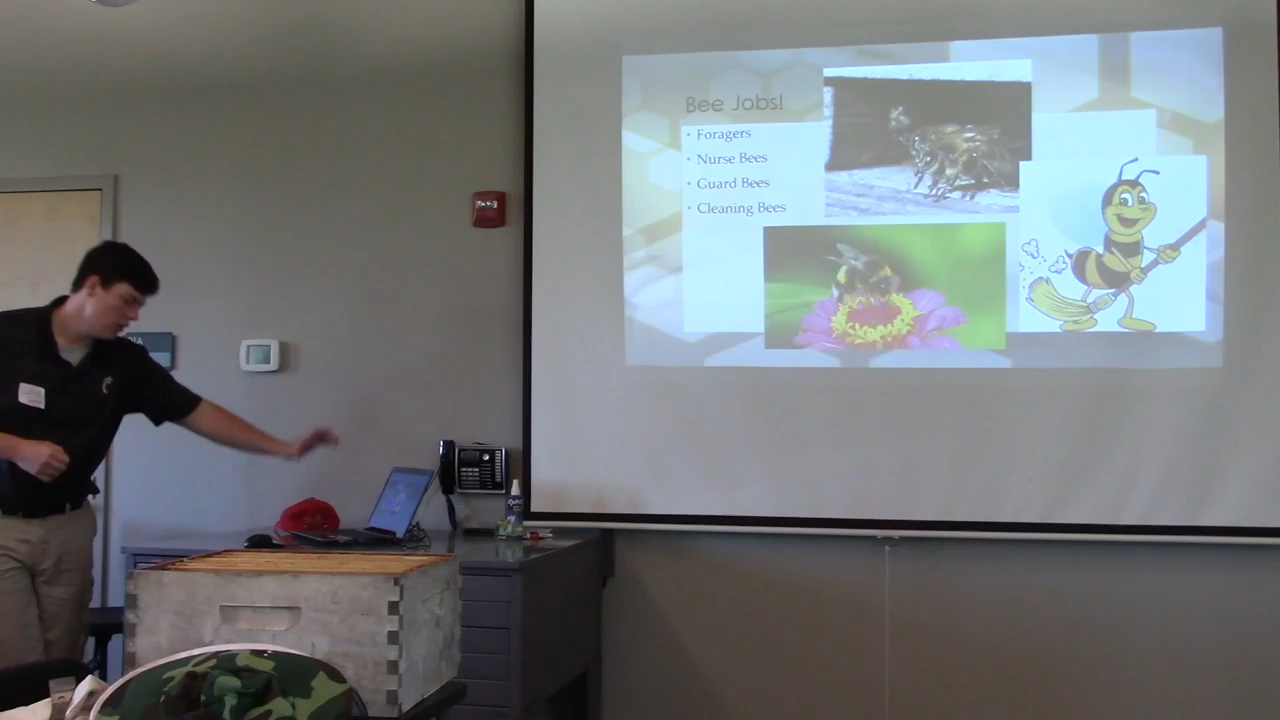 Bee Jobs!
• Foragers
• Nurse Bees
• Guard Bees
• Cleaning Bees